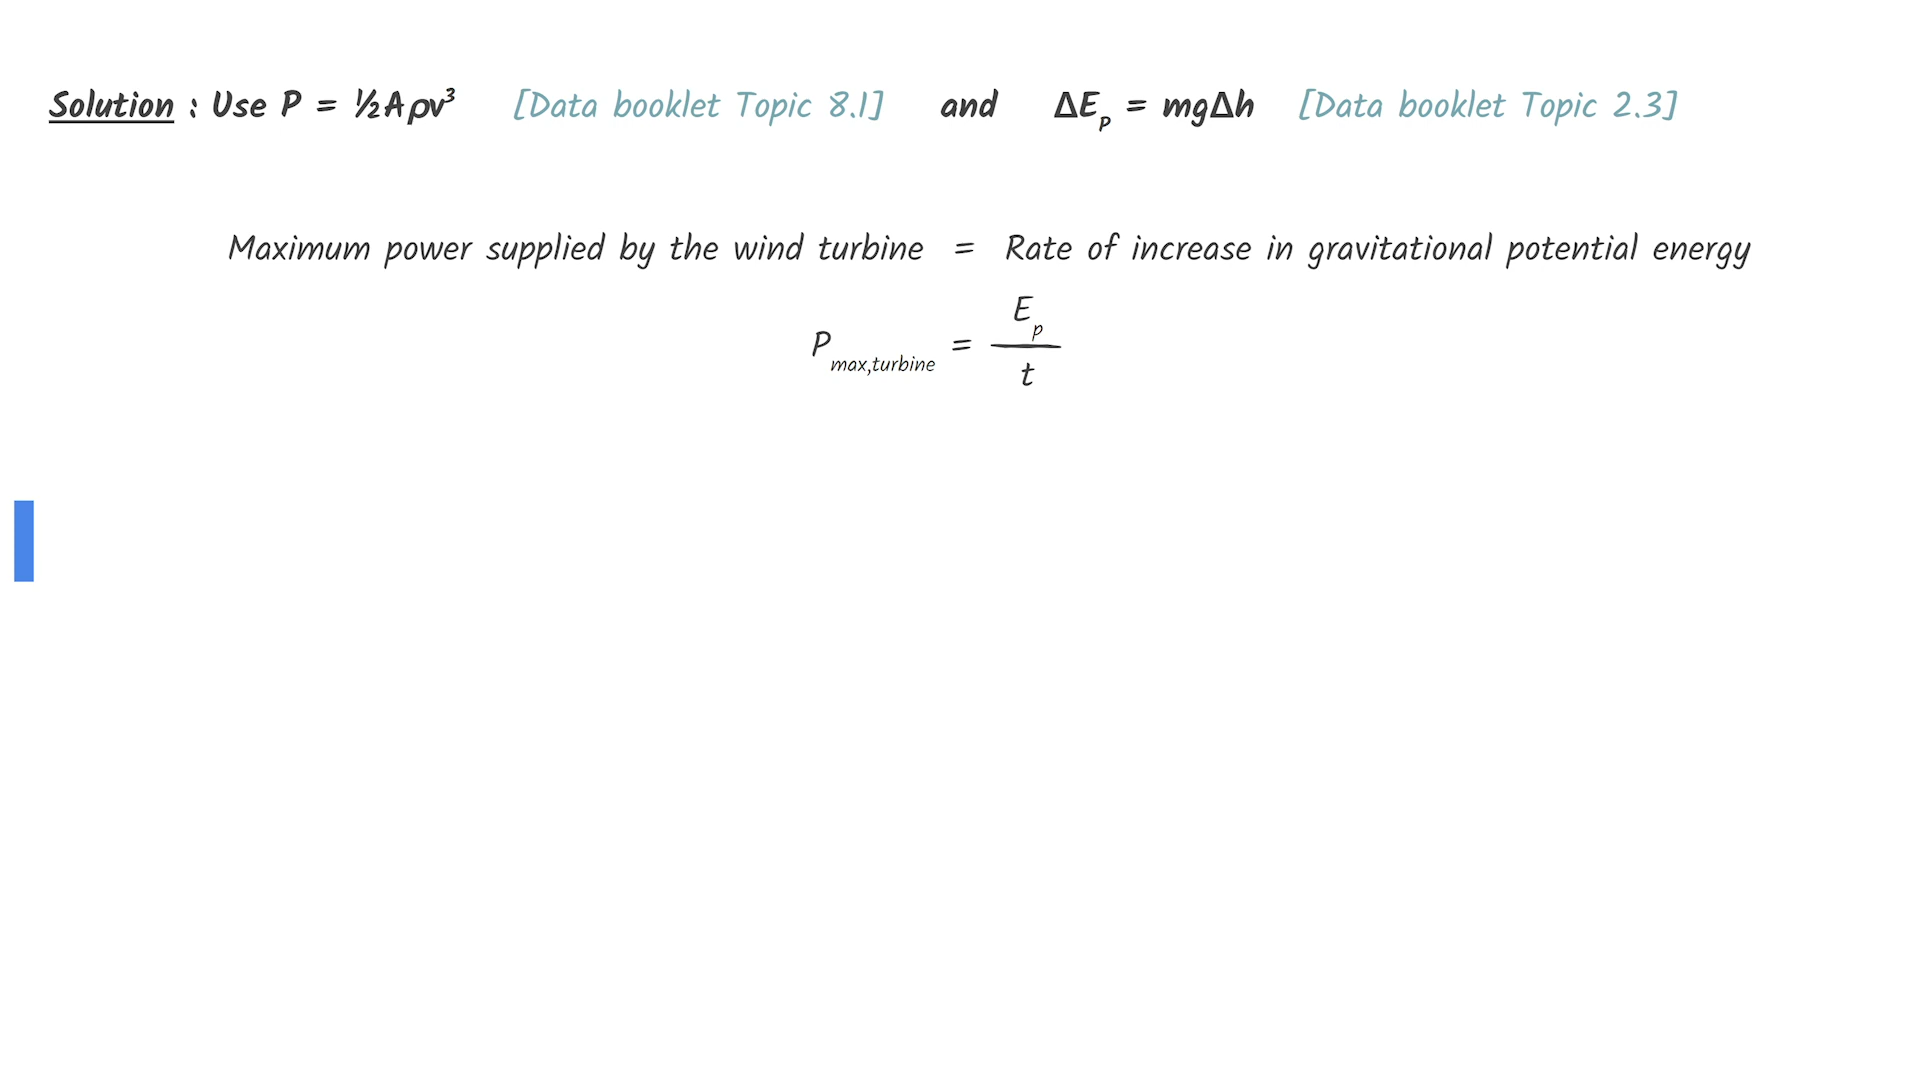 Solution : Use P = ½Aρv³ [Data booklet Topic 8.1] and ΔEₚ = mgΔh [Data booklet Topic 2.3]
Maximum power supplied by the wind turbine = Rate of increase in gravitational potential energy
P max,turbine = Eₚ / t